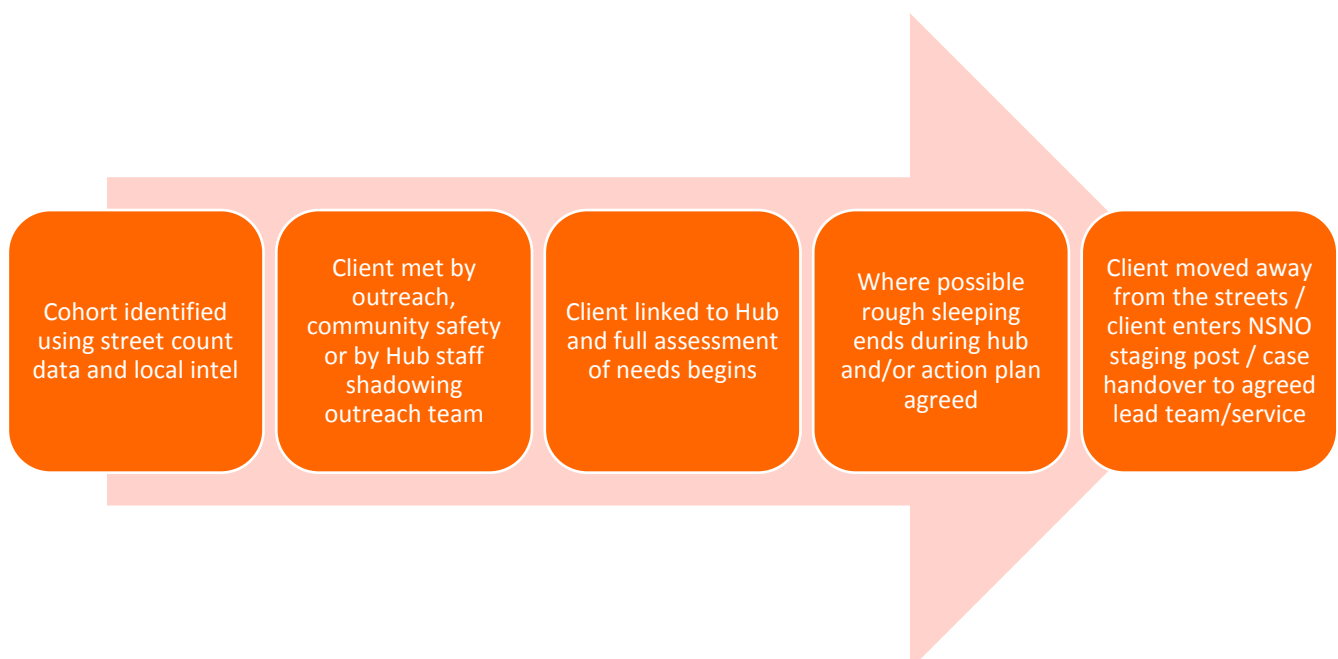 Cohort identified
using street count
data and local intel
Client met by
outreach,
community safety
or by Hub staff
shadowing
outreach team
Client linked to Hub
and full assessment
of needs begins
Where possible
rough sleeping
ends during hub
and/or action plan
agreed
Client moved away
from the streets /
client enters NSNO
staging post / case
handover to agreed
lead team/service